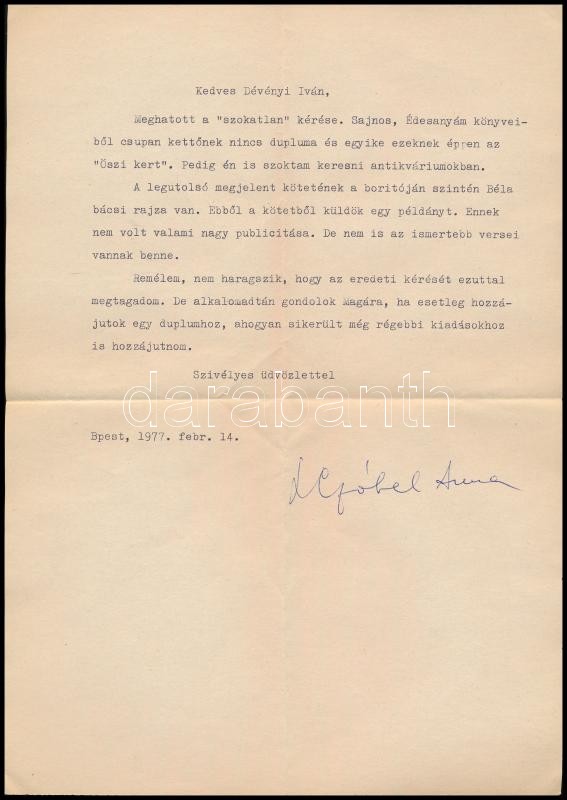 Kedves Dévényi Iván,
Meghatott a "szokatlan" kérése. Sajnos, Édesanyám könyvei-
ből csupan kettőnek nincs dupluma és egyike ezeknek éppen az
"Őszi kert". Pedig én is szoktam keresni antikváriumokban.
A legutolsó megjelent kötetének a boritóján szintén Béla
bácsi rajza van. Ebből a kötetből küldök egy példányt. Ennek
nem volt valami nagy publicitása. De nem is az ismertebb versei
vannak benne.
Remélem, nem haragszik, hogy az eredeti kérését ezuttal
megtagadom. De alkalomadtán gondolok Magára, ha esetleg hozzá-
jutok egy duplumhoz, ahogyan sikerült még régebbi kiadásokhoz
is hozzájutnom.
Szivélyes üdvözlettel
darabanth
Bpest, 1977. febr. 14.
Czóbel Anna